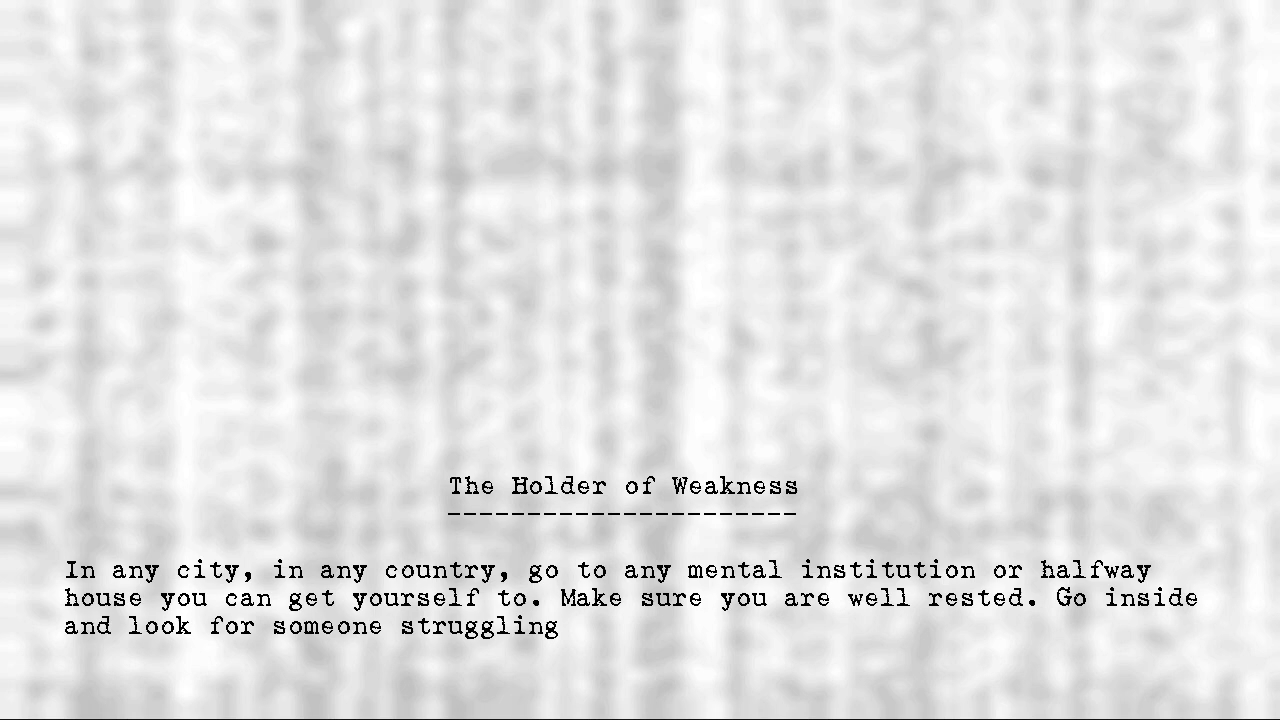 The Holder of Weakness
----------------------
In any city, in any country, go to any mental institution or halfway
house you can get yourself to. Make sure you are well rested. Go inside
and look for someone struggling